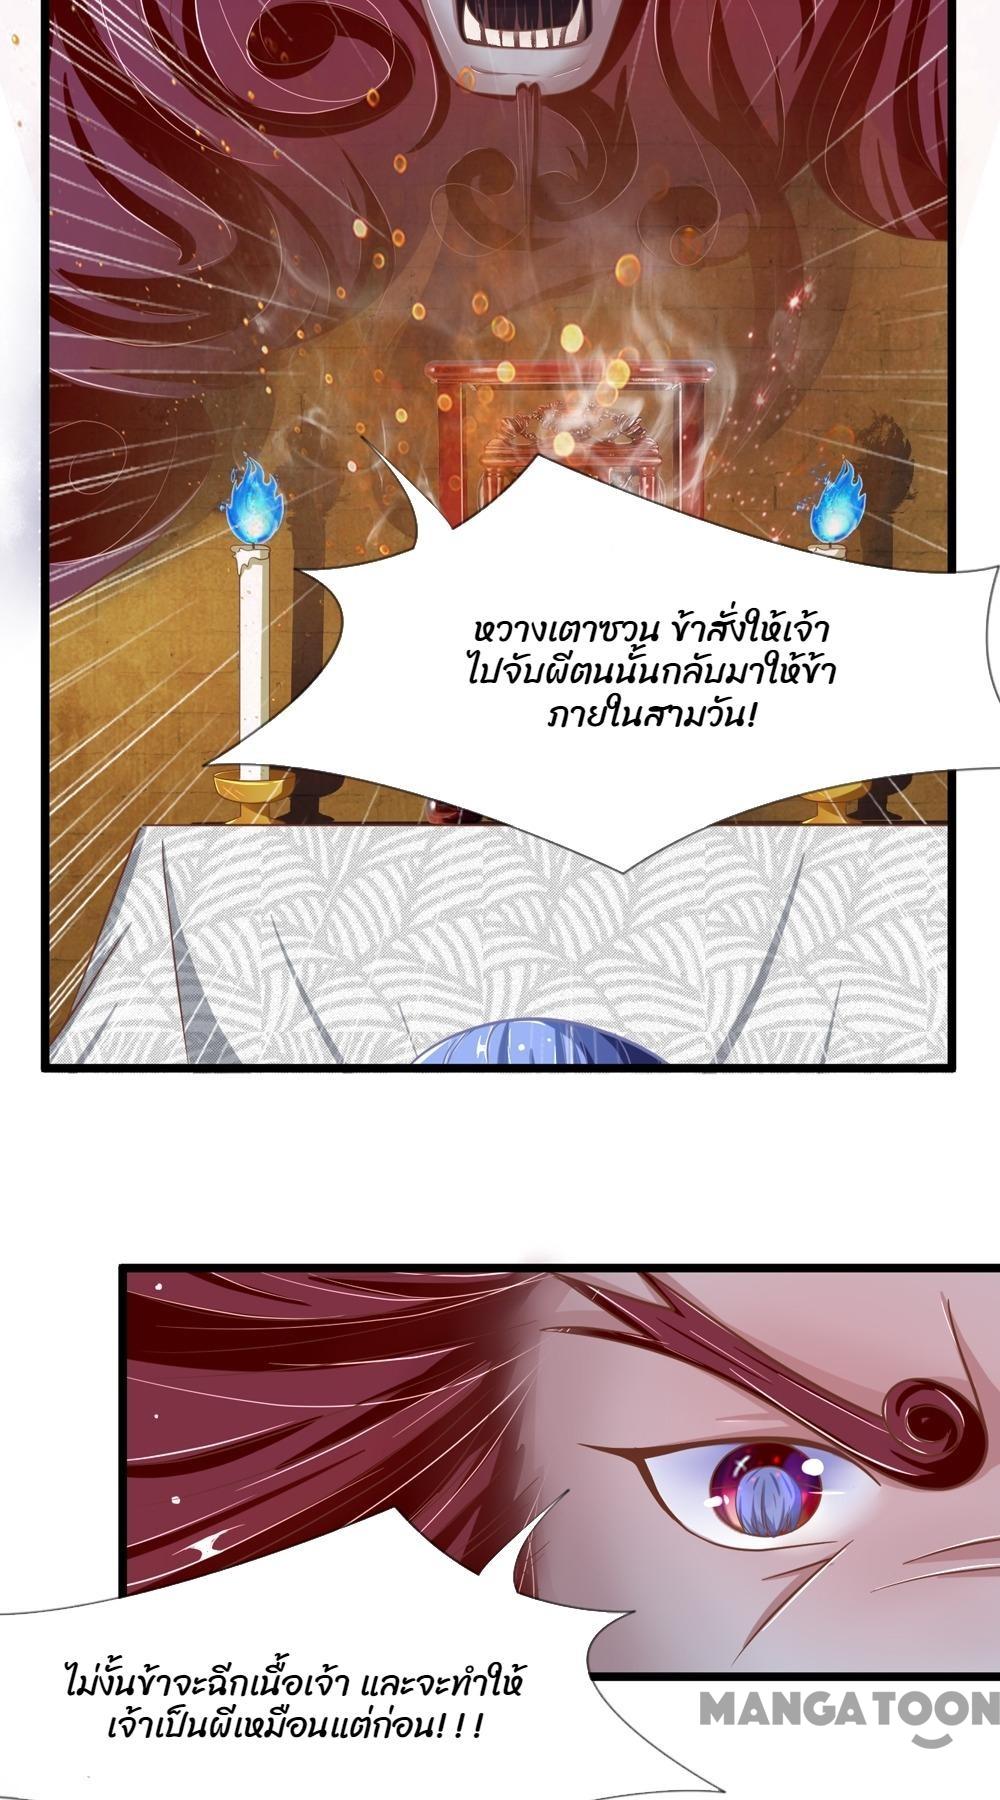 หวางเตาซวน ข้าสั่งให้เจ้า
ไปจับผีตนนั้นกลับมาให้ข้า
ภายในสามวัน!
ไม่งั้นข้าจะฉีกเนื้อเจ้า และจะทำให้
เจ้าเป็นผีเหมือนแต่ก่อน!!!
MANGATOON